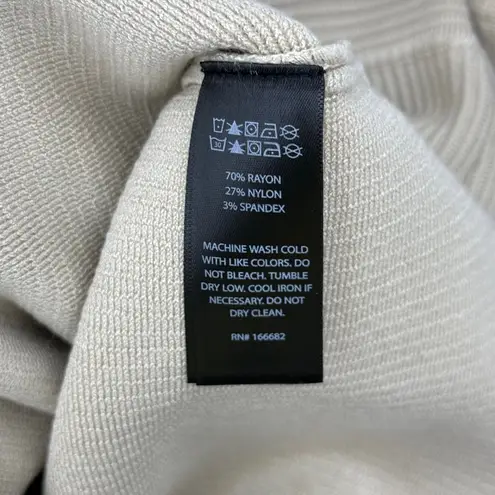 30
70% RAYON
27% NYLON
3% SPANDEX
MACHINE WASH COLD
WITH LIKE COLORS. DO
NOT BLEACH. TUMBLE
DRY LOW. COOL IRON IF
NECESSARY. DO NOT
DRY CLEAN.
RN# 166682